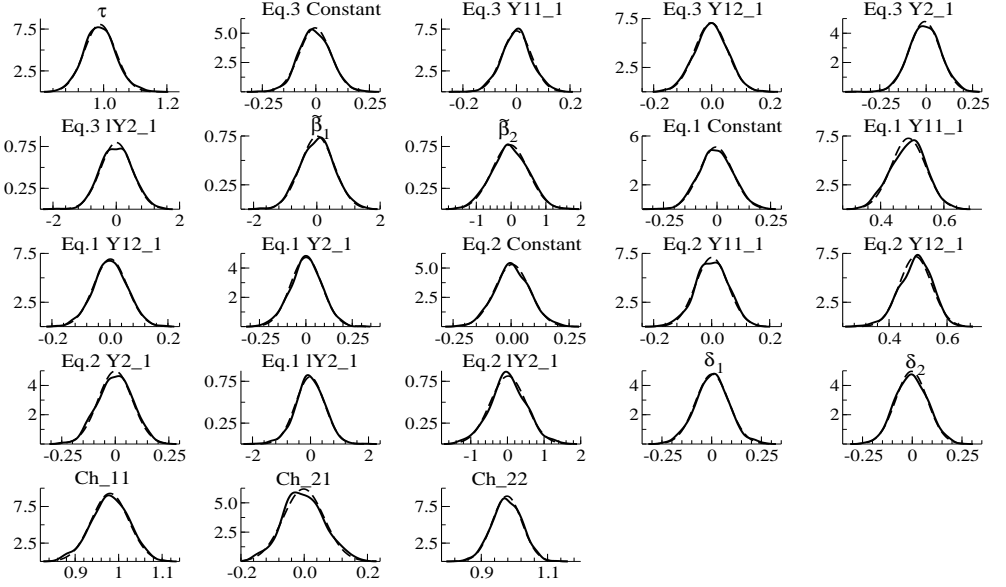 τ Eq.3 Constant Eq.3 Y11_1 Eq.3 Y12_1 Eq.3 Y2_1
7.5 5.0 7.5 7.5 4
2.5 2.5 2.5 2.5 2
1.0 1.2 -0.25 0 0.25 -0.2 0 0.2 -0.2 0 0.2 -0.25 0 0.25
Eq.3 lY2_1 β̃1 β̃2 Eq.1 Constant Eq.1 Y11_1
0.75 0.75 0.75 6 7.5
0.25 0.25 0.25 2 2.5
-2 0 2 -2 0 2 -1 0 1 2 -0.25 0 0.25 0.4 0.6
Eq.1 Y12_1 Eq.1 Y2_1 Eq.2 Constant Eq.2 Y11_1 Eq.2 Y12_1
7.5 4 5.0 7.5 7.5
2.5 2 2.5 2.5 2.5
-0.2 0.0 0.2 -0.25 0.00 0.25 -0.25 0.00 0.25 -0.2 0.0 0.2 0.4 0.6
Eq.2 Y2_1 Eq.1 lY2_1 Eq.2 lY2_1 δ1 δ2
4 0.75 0.75 4 4
2 0.25 0.25 2 2
-0.25 0 0.25 -2 0 2 -1 0 1 2 -0.25 0 0.25 -0.25 0 0.25
Ch_11 Ch_21 Ch_22
7.5 5.0 7.5
2.5 2.5 2.5
0.9 1 1.1 -0.2 0.0 0.2 0.9 1.1